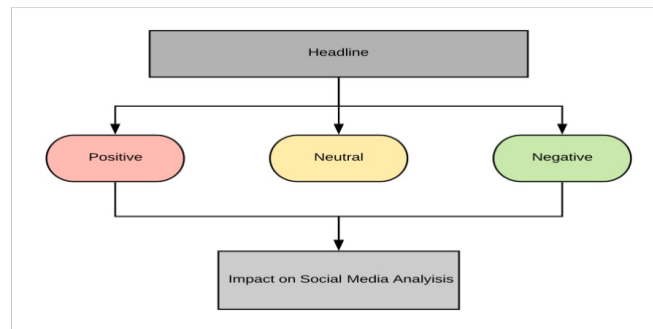 Headline
Positive
Neutral
Negative
Impact on Social Media Analyisis